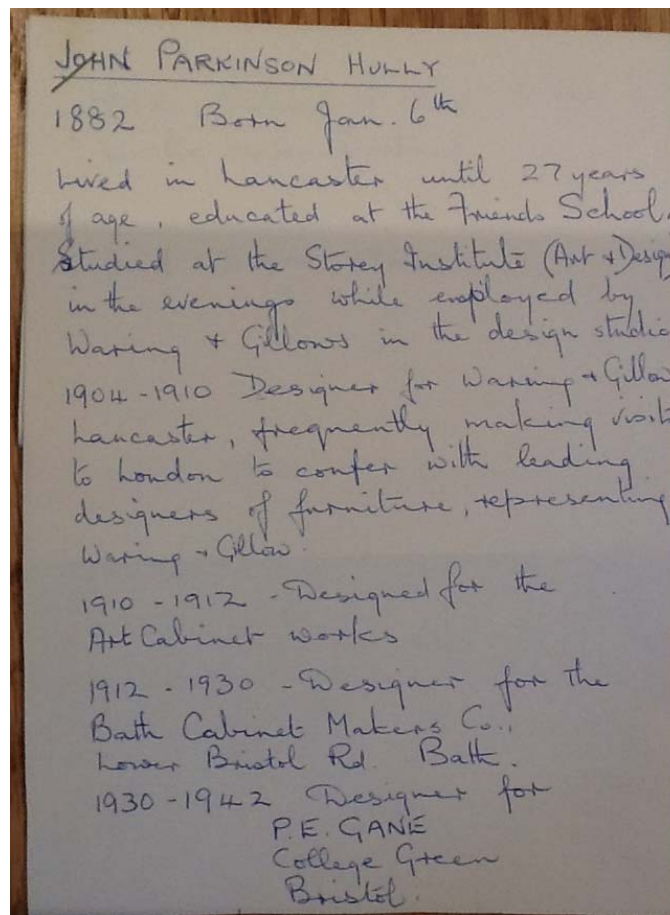 JOHN PARKINSON HULLY
1882 Born Jan. 6th
Lived in Lancaster until 27 years
of age, educated at the Friends School.
Studied at the Storey Institute (Art & Design
in the evenings while employed by
Waring & Gillows in the design studio
1904-1910 Designer for Waring & Gillow
Lancaster, frequently making visit
to London to confer with leading
designers of furniture, representing
Waring & Gillow.
1910-1912 - Designed for the
Art Cabinet works
1912-1930 - Designer for the
Bath Cabinet Makers Co.,
Lower Bristol Rd. Bath.
1930-1942 Designer for
P.E. GANE
College Green
Bristol.